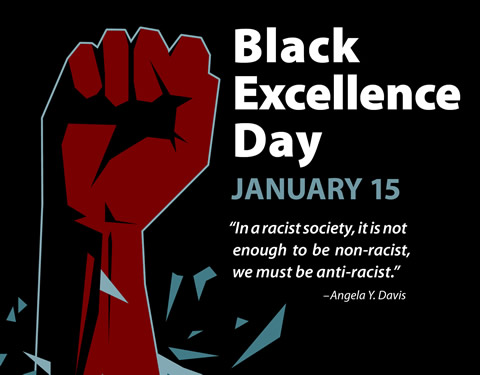 Black
Excellence
Day
JANUARY 15
“In a racist society, it is not
enough to be non-racist,
we must be anti-racist.”
–Angela Y. Davis